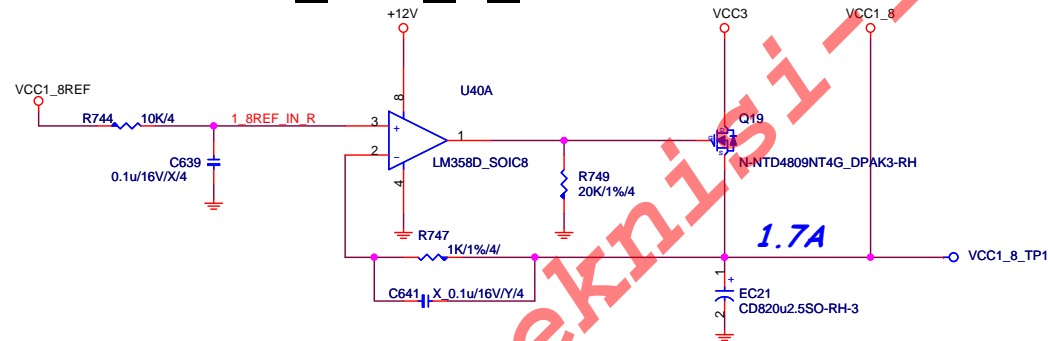 +12V
VCC3
VCC1_8
VCC1_8REF
R744
10K/4
1_8REF_IN_R
C639
0.1u/16V/X/4
U40A
8
3
+
2
-
1
4
LM358D_SOIC8
R749
20K/1%/4
Q19
N-NTD4809NT4G_DPAK3-RH
R747
1K/1%/4/
C641
X_0.1u/16V/Y/4
1.7A
VCC1_8_TP1
1
+
EC21
CD820u2.5SO-RH-3
2
eknisi-